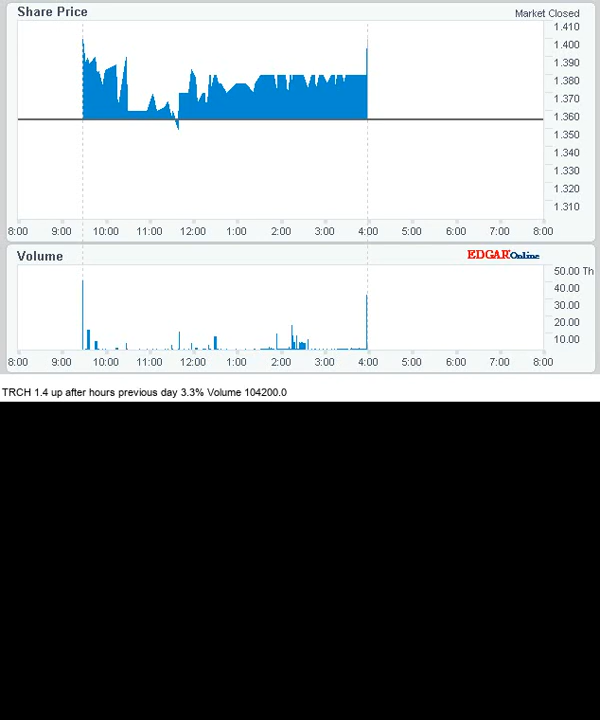 Share Price
Market Closed
1.410
1.400
1.390
1.380
1.370
1.360
1.350
1.340
1.330
1.320
1.310
8:00 9:00 10:00 11:00 12:00 1:00 2:00 3:00 4:00 5:00 6:00 7:00 8:00
Volume
EDGAR Online
50.00 Th
40.00
30.00
20.00
10.00
8:00 9:00 10:00 11:00 12:00 1:00 2:00 3:00 4:00 5:00 6:00 7:00 8:00
TRCH 1.4 up after hours previous day 3.3% Volume 104200.0